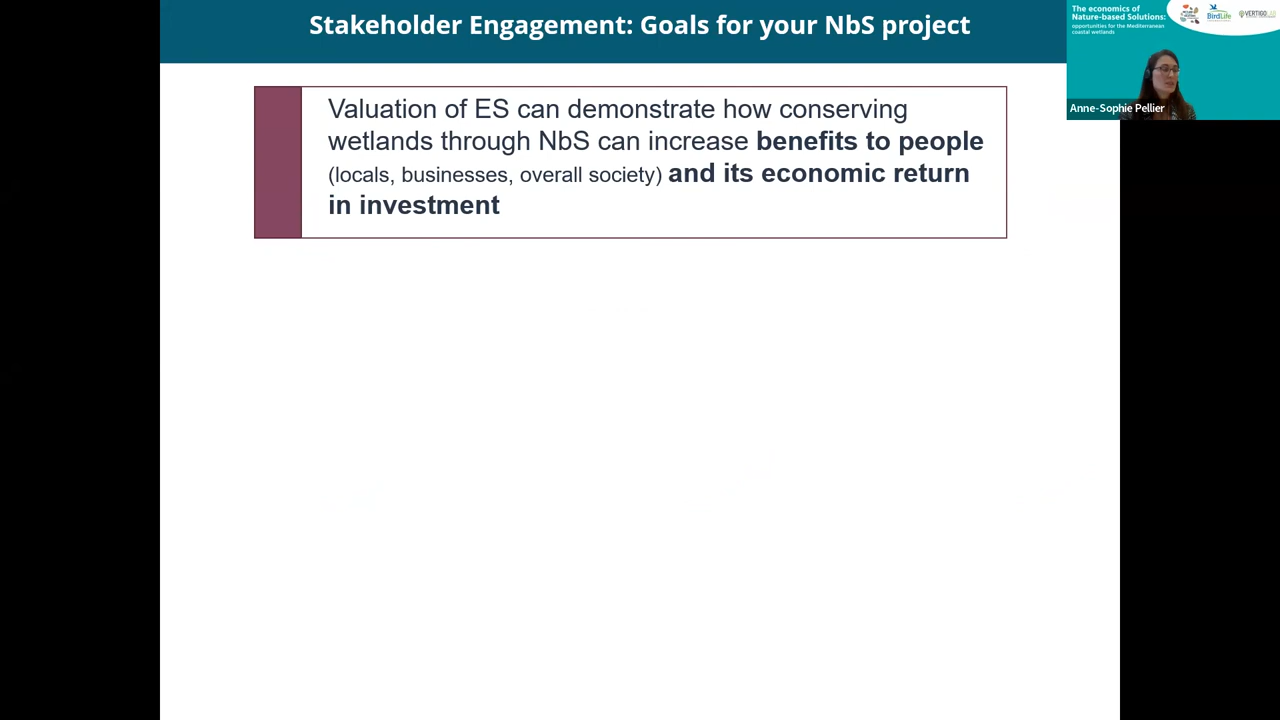 Stakeholder Engagement: Goals for your NbS project
The economics of
Nature-based Solutions:
opportunities for the Mediterranean
coastal wetlands
BirdLife
VERTIGOLAB
Anne-Sophie Pellier
Valuation of ES can demonstrate how conserving
wetlands through NbS can increase benefits to people
(locals, businesses, overall society) and its economic return
in investment